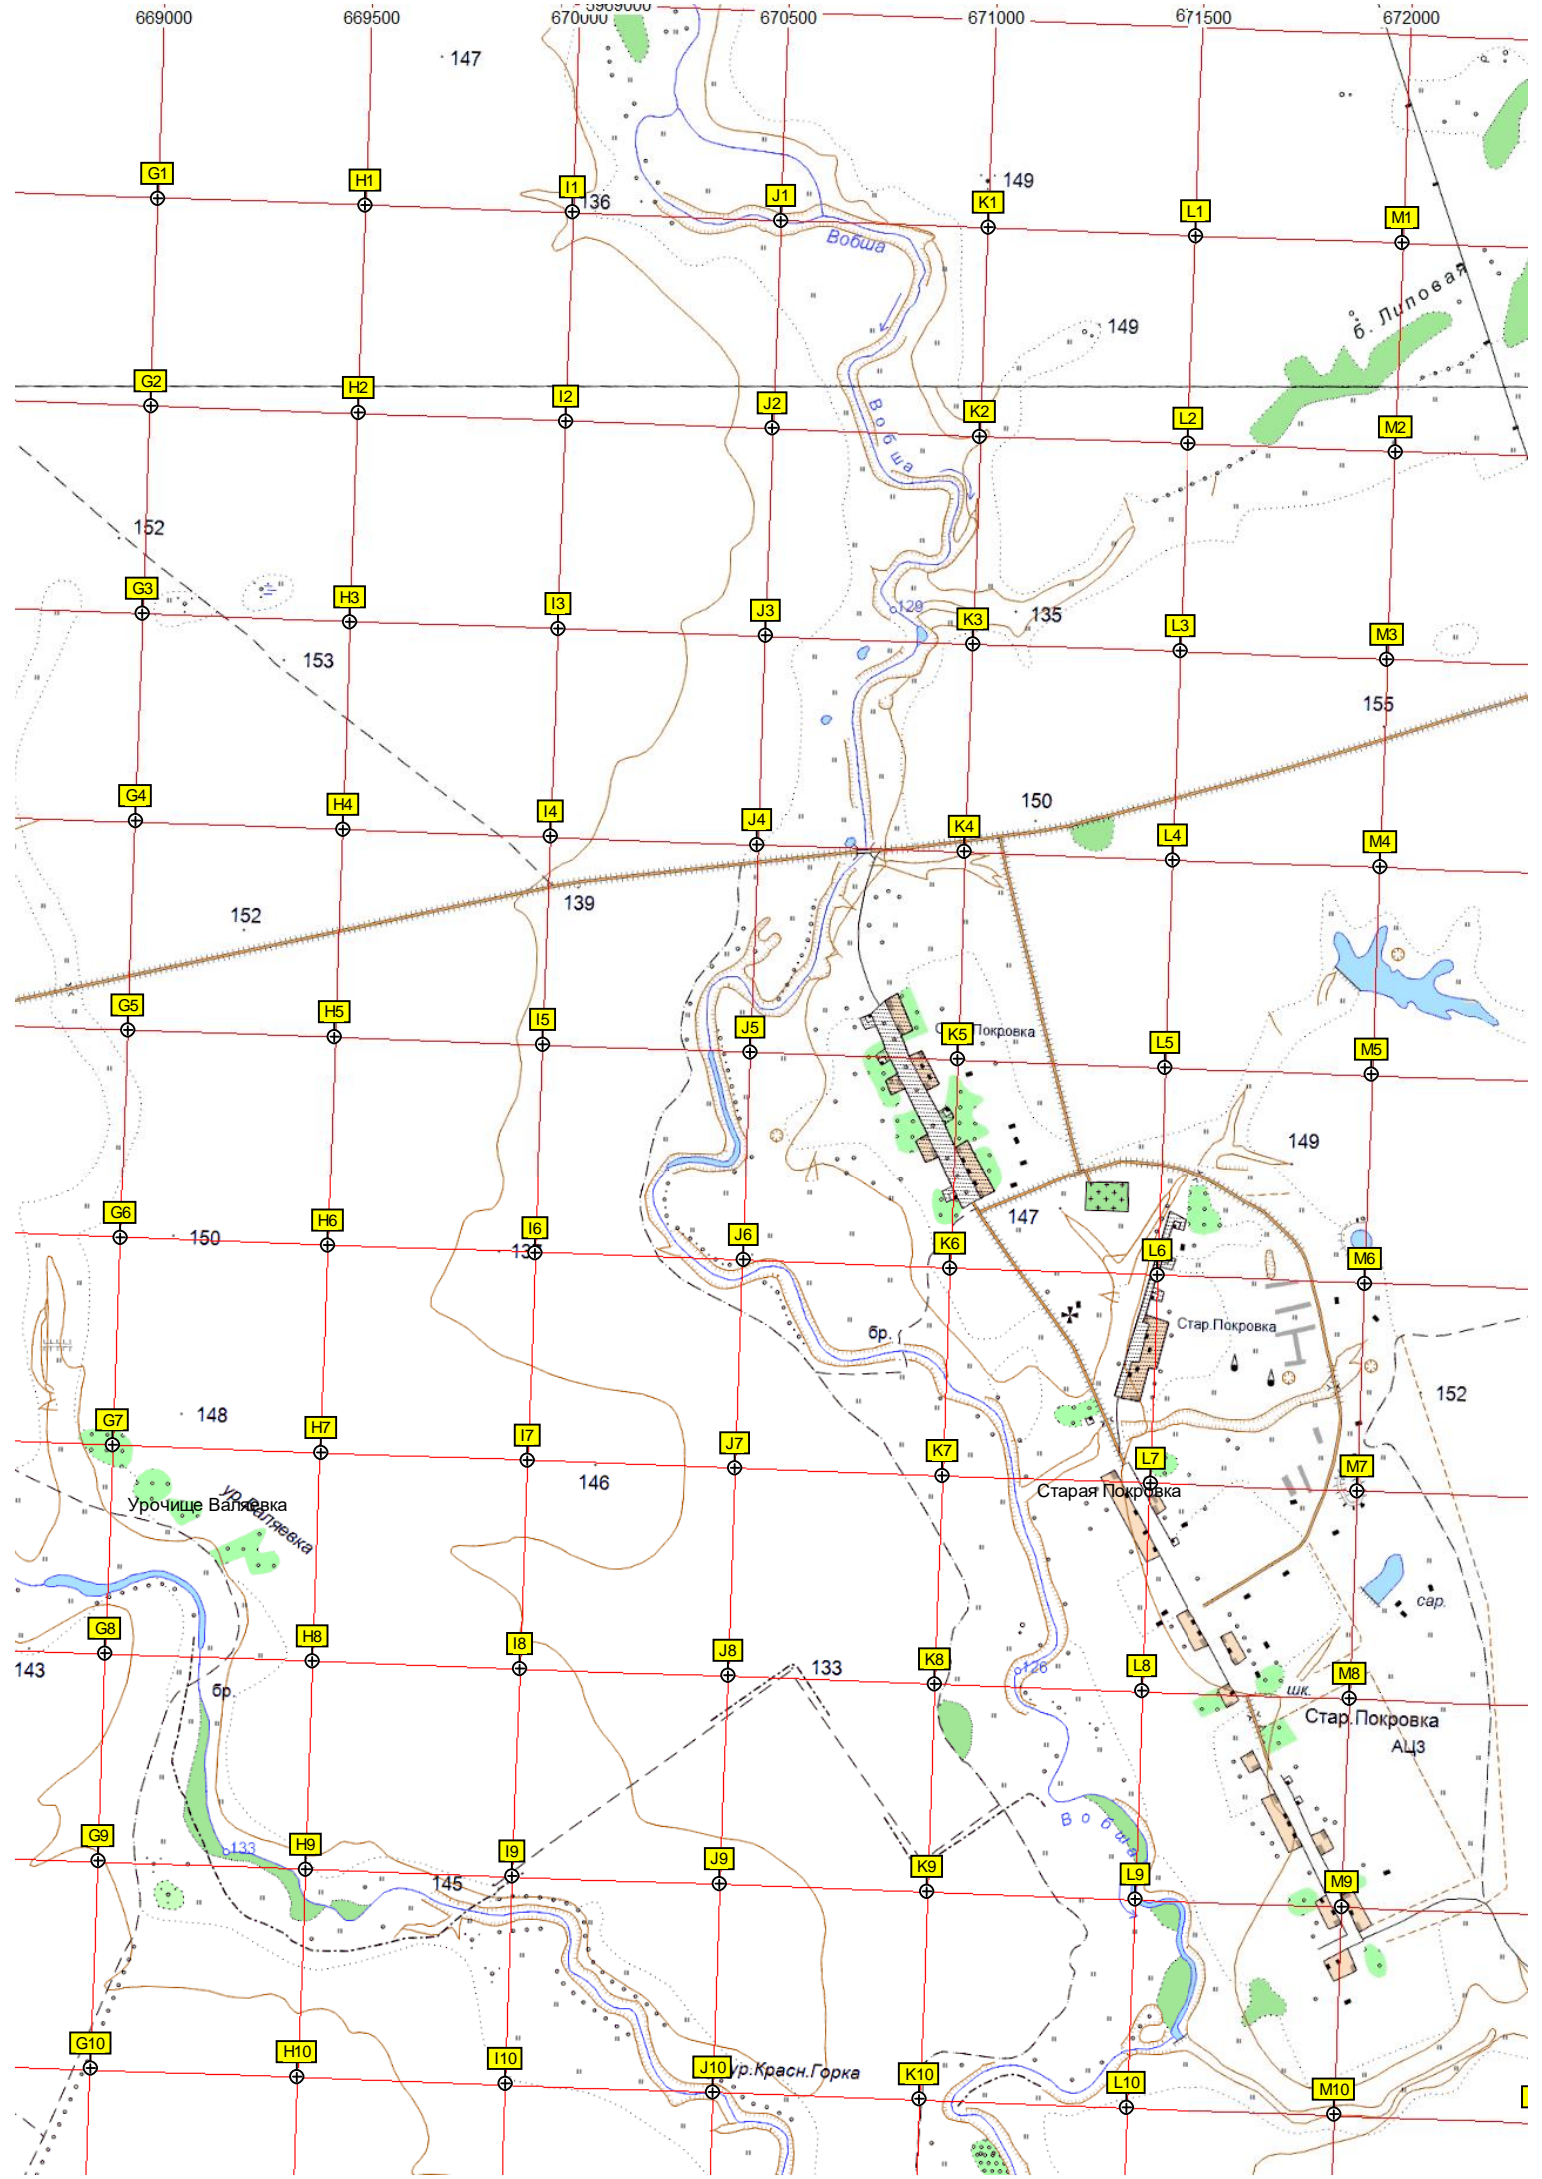 5969000
669000 669500 670000 670500 671000 671500 672000
147
G1 H1 I1 J1 K1 L1 M1
136
149
Вобша
б. Липовая
149
G2 H2 I2 J2 K2 L2 M2
Вобша
152
G3 H3 I3 J3 K3 L3 M3
129
135
153
155
150
G4 H4 I4 J4 K4 L4 M4
139
152
G5 H5 I5 J5 K5 L5 M5
Покровка
149
147
G6 H6 I6 J6 K6 L6 M6
150
Стар.Покровка
бр.
152
148
G7 H7 I7 J7 K7 L7 M7
146
Урочище Валяевка
ур.Валяевка
Старая Покровка
сар.
G8 H8 I8 J8 K8 L8 M8
143
133
126
бр.
шк.
Стар.Покровка
АЦЗ
Вобша
G9 H9 I9 J9 K9 L9 M9
133
145
G10 H10 I10 J10 K10 L10 M10
ур.Красн.Горка